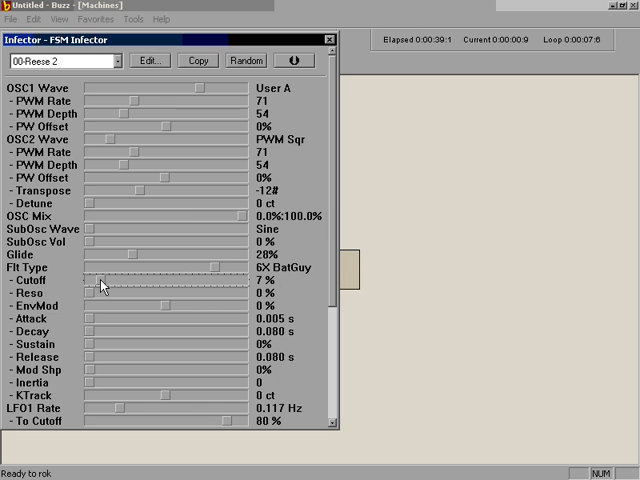 Untitled - Buzz - [Machines]
File Edit View Favorites Tools Help
Infector - FSM Infector
Elapsed 0:00:39:1 Current 0:00:00:9 Loop 0:00:07:6
00-Reese 2 Edit... Copy Random
OSC1 Wave User A
- PWM Rate 71
- PWM Depth 54
- PW Offset 0%
OSC2 Wave PWM Sqr
- PWM Rate 71
- PWM Depth 54
- PW Offset 0%
- Transpose -12#
- Detune 0 ct
OSC Mix 0.0%:100.0%
SubOsc Wave Sine
SubOsc Vol 0 %
Glide 28%
Flt Type 6X BatGuy
- Cutoff 7 %
- Reso 0 %
- EnvMod 0 %
- Attack 0.005 s
- Decay 0.080 s
- Sustain 0%
- Release 0.080 s
- Mod Shp 0%
- Inertia 0
- KTrack 0 ct
LFO1 Rate 0.117 Hz
- To Cutoff 80 %
Ready to rok NUM